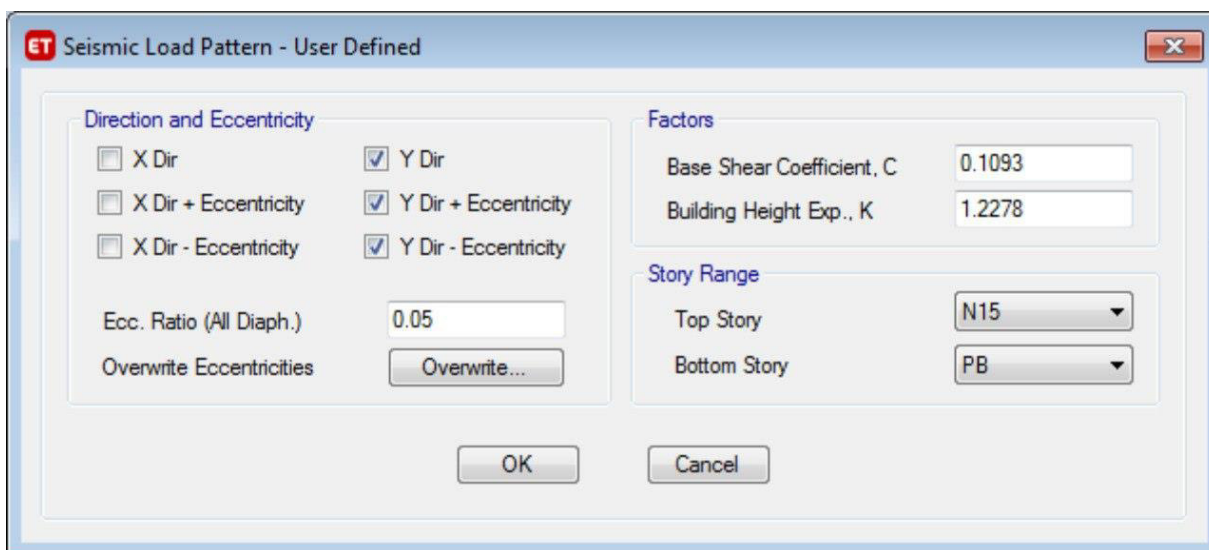 ET Seismic Load Pattern - User Defined
Direction and Eccentricity
X Dir
Y Dir
X Dir + Eccentricity
Y Dir + Eccentricity
X Dir - Eccentricity
Y Dir - Eccentricity
Ecc. Ratio (All Diaph.)
0.05
Overwrite Eccentricities
Overwrite...
Factors
Base Shear Coefficient, C
0.1093
Building Height Exp., K
1.2278
Story Range
Top Story
N15
Bottom Story
PB
OK
Cancel